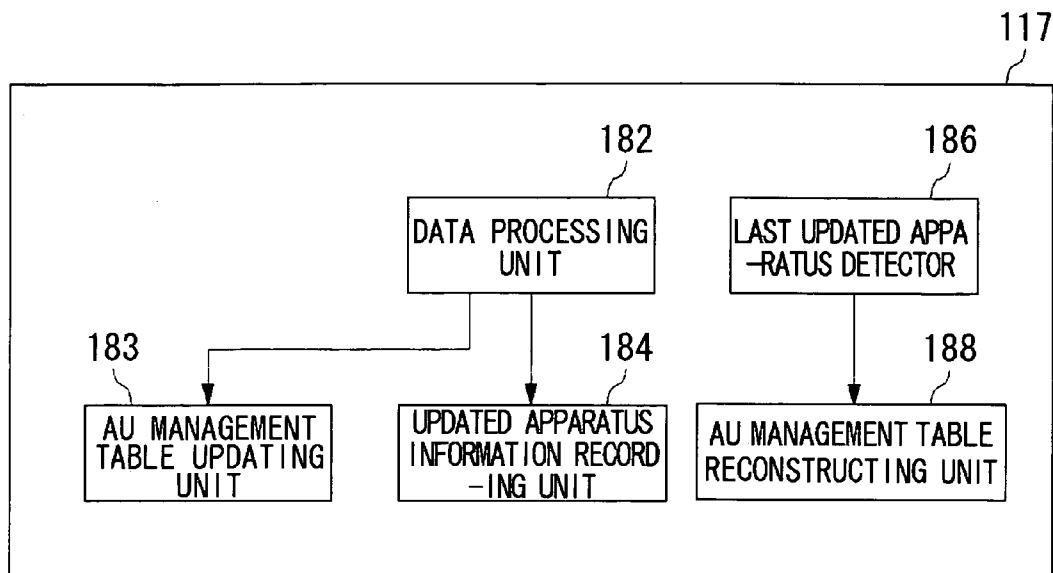 117
182
DATA PROCESSING
UNIT
186
LAST UPDATED APPA
-RATUS DETECTOR
183
AU MANAGEMENT
TABLE UPDATING
UNIT
184
UPDATED APPARATUS
INFORMATION RECORD
-ING UNIT
188
AU MANAGEMENT TABLE
RECONSTRUCTING UNIT